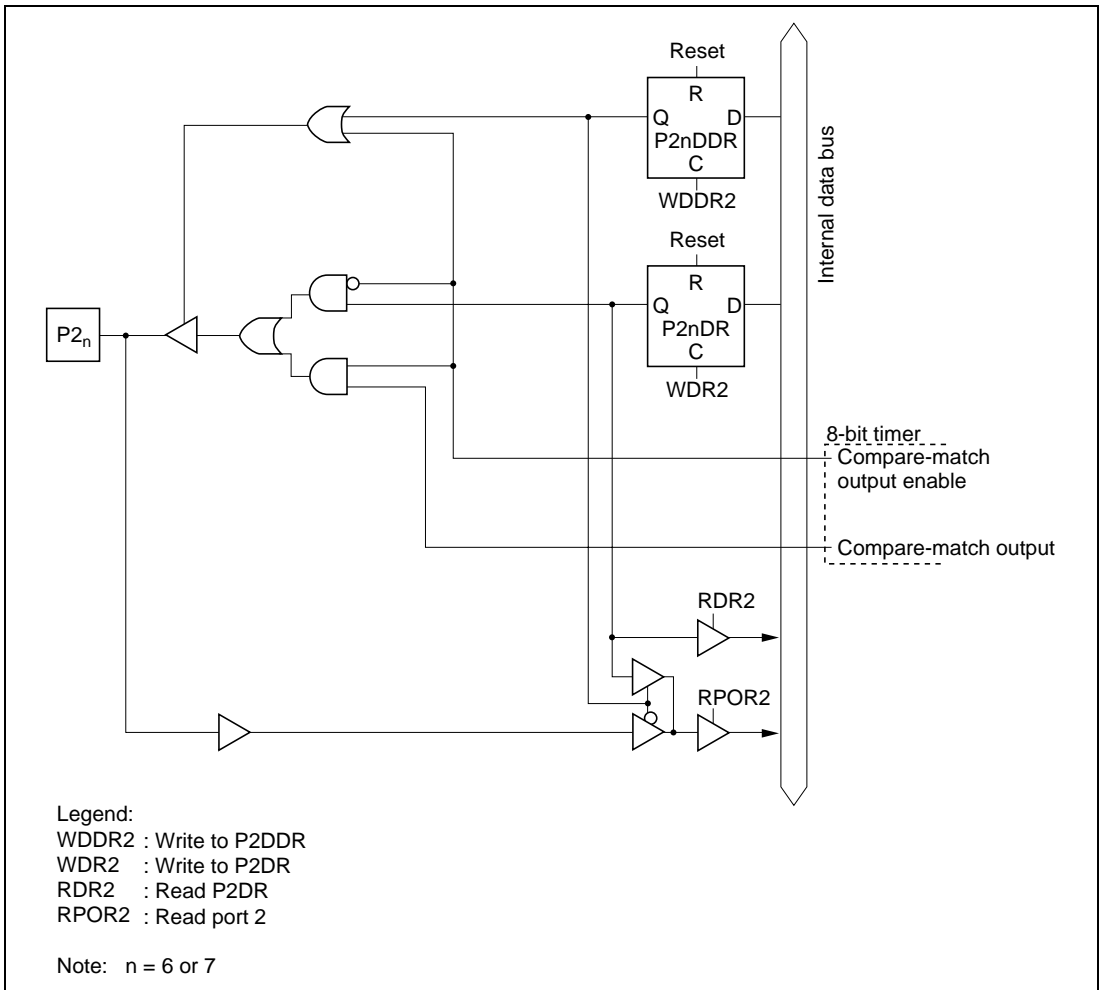 Reset
R
Q D
P2nDDR
C
WDDR2
Reset
R
Q D
P2nDR
C
WDR2
Internal data bus
P2n
8-bit timer
Compare-match
output enable
Compare-match output
RDR2
RPOR2
Legend:
WDDR2 : Write to P2DDR
WDR2 : Write to P2DR
RDR2 : Read P2DR
RPOR2 : Read port 2
Note: n = 6 or 7